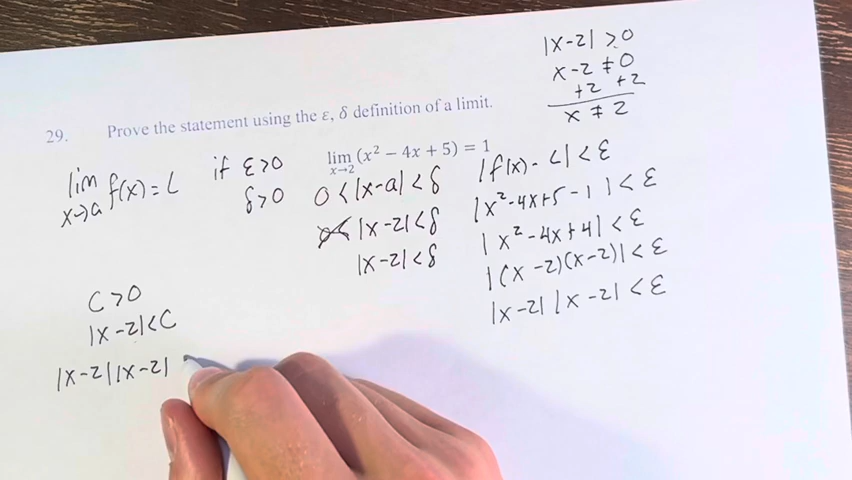 |x-2| > 0
x-2 ≠ 0
+2 +2
x ≠ 2
29. Prove the statement using the ε, δ definition of a limit.
lim x→2 (x² − 4x + 5) = 1
lim x→a f(x) = L if ε>0
δ>0
0 < |x-a| < δ
0< |x-2| < δ
|x-2| < δ
|f(x) - L| < ε
|x²-4x+5 - 1| < ε
|x²-4x+4| < ε
|(x-2)(x-2)| < ε
|x-2| |x-2| < ε
C>0
|x-2| < C
|x-2||x-2|